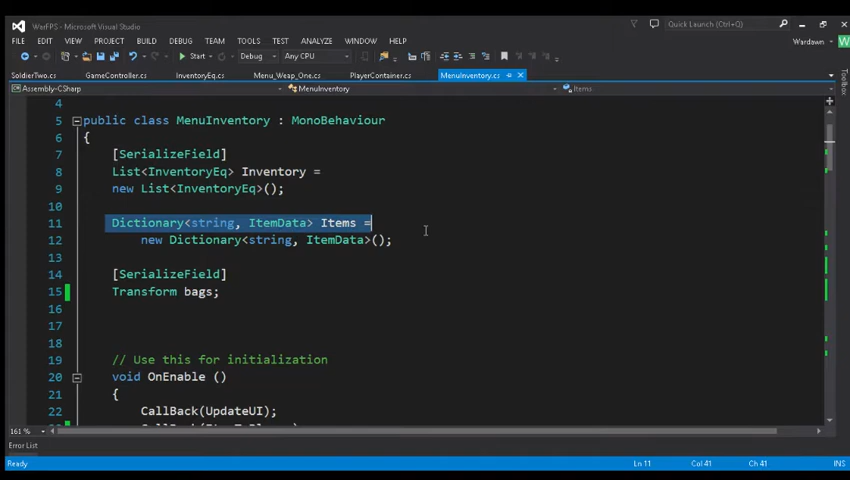 WarFPS - Microsoft Visual Studio
Quick Launch (Ctrl+Q)
FILE EDIT VIEW PROJECT BUILD DEBUG TEAM TOOLS TEST ANALYZE WINDOW HELP
Wardawn W
Start Debug Any CPU
SoldierTwo.cs GameController.cs InventoryEq.cs Menu_Weap_One.cs PlayerContainer.cs MenuInventory.cs
Toolbox
Assembly-CSharp MenuInventory Items
4
5 public class MenuInventory : MonoBehaviour
6 {
7 [SerializeField]
8 List<InventoryEq> Inventory =
9 new List<InventoryEq>();
10
11 Dictionary<string, ItemData> Items =
12 new Dictionary<string, ItemData>();
13
14 [SerializeField]
15 Transform bags;
16
17
18
19 // Use this for initialization
20 void OnEnable ()
21 {
22 CallBack(UpdateUI);
161 %
Error List
Ready Ln 11 Col 41 Ch 41 INS